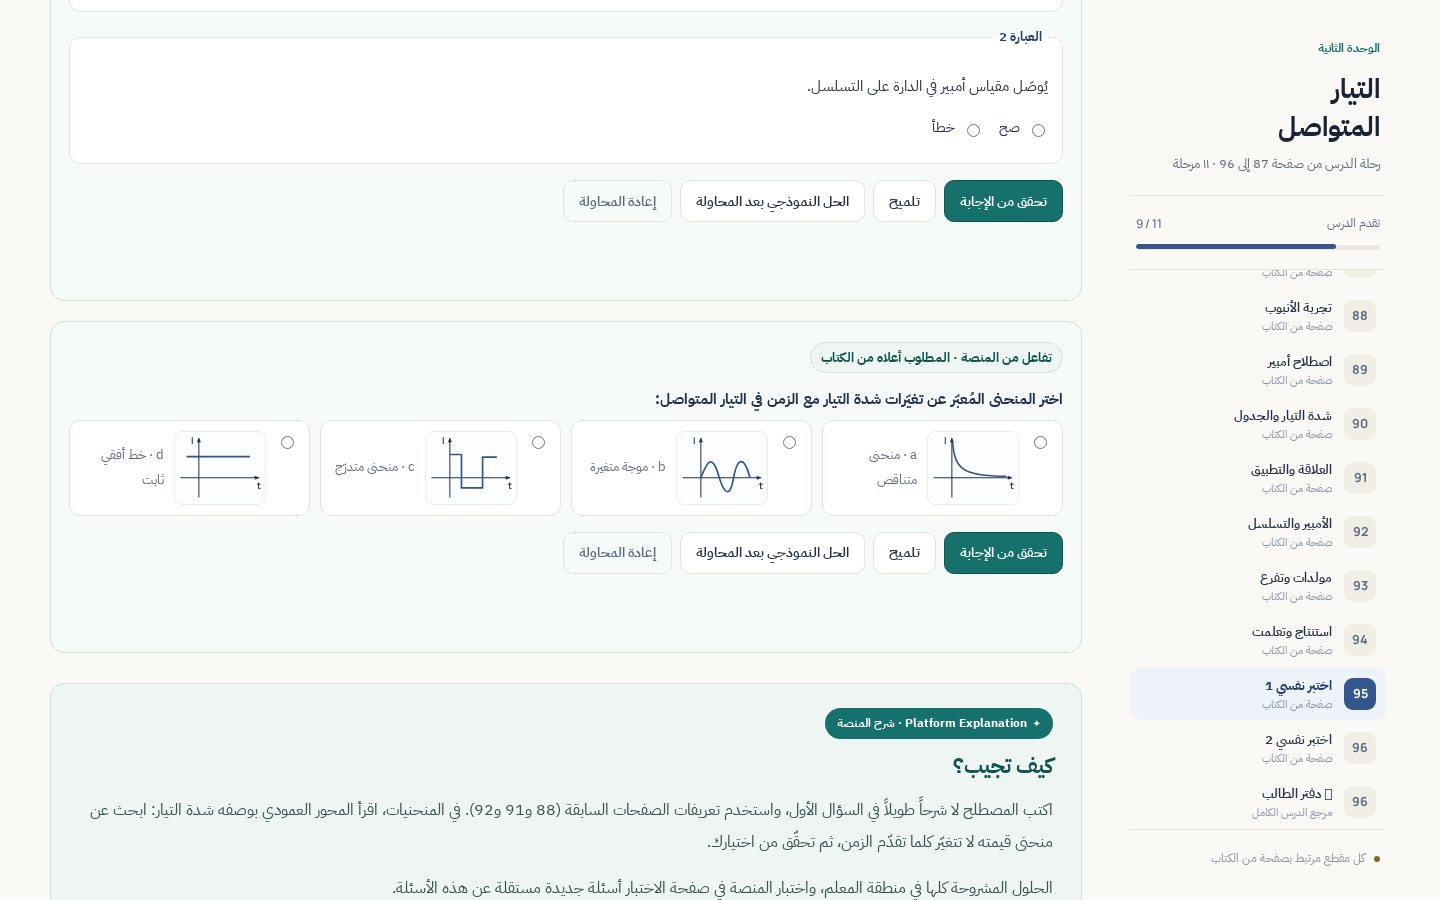 الوحدة الثانية
التيار
المتواصل
رحلة الدرس من صفحة 87 إلى 96 · ١١ مرحلة
تقدم الدرس
9 / 11
صفحة من الكتاب
88
تجربة الأنبوب
صفحة من الكتاب
89
اصطلاح أمبير
صفحة من الكتاب
90
شدة التيار والجدول
صفحة من الكتاب
91
العلاقة والتطبيق
صفحة من الكتاب
92
الأمبير والتسلسل
صفحة من الكتاب
93
مولدات وتفرع
صفحة من الكتاب
94
استنتاج وتعلمت
صفحة من الكتاب
95
اختبر نفسي 1
صفحة من الكتاب
96
اختبر نفسي 2
صفحة من الكتاب
96
دفتر الطالب
مرجع الدرس الكامل
كل مقطع مرتبط بصفحة من الكتاب
العبارة 2
يُوصَل مقياس أمبير في الدارة على التسلسل.
صح
خطأ
تحقق من الإجابة
تلميح
الحل النموذجي بعد المحاولة
إعادة المحاولة
تفاعل من المنصة · المطلوب أعلاه من الكتاب
اختر المنحنى المُعبّر عن تغيّرات شدة التيار مع الزمن في التيار المتواصل:
I
t
a · منحنى
متناقص
I
t
b · موجة متغيرة
I
t
c · منحنى متدرّج
I
t
d · خط أفقي
ثابت
تحقق من الإجابة
تلميح
الحل النموذجي بعد المحاولة
إعادة المحاولة
✦ Platform Explanation · شرح المنصة
كيف تجيب؟
اكتب المصطلح لا شرحاً طويلاً في السؤال الأول، واستخدم تعريفات الصفحات السابقة (88 و91 و92). في المنحنيات، اقرأ المحور العمودي بوصفه شدة التيار: ابحث عن
منحنى قيمته لا تتغيّر كلما تقدّم الزمن، ثم تحقّق من اختيارك.
الحلول المشروحة كلها في منطقة المعلم، واختبار المنصة في صفحة الاختبار أسئلة جديدة مستقلة عن هذه الأسئلة.